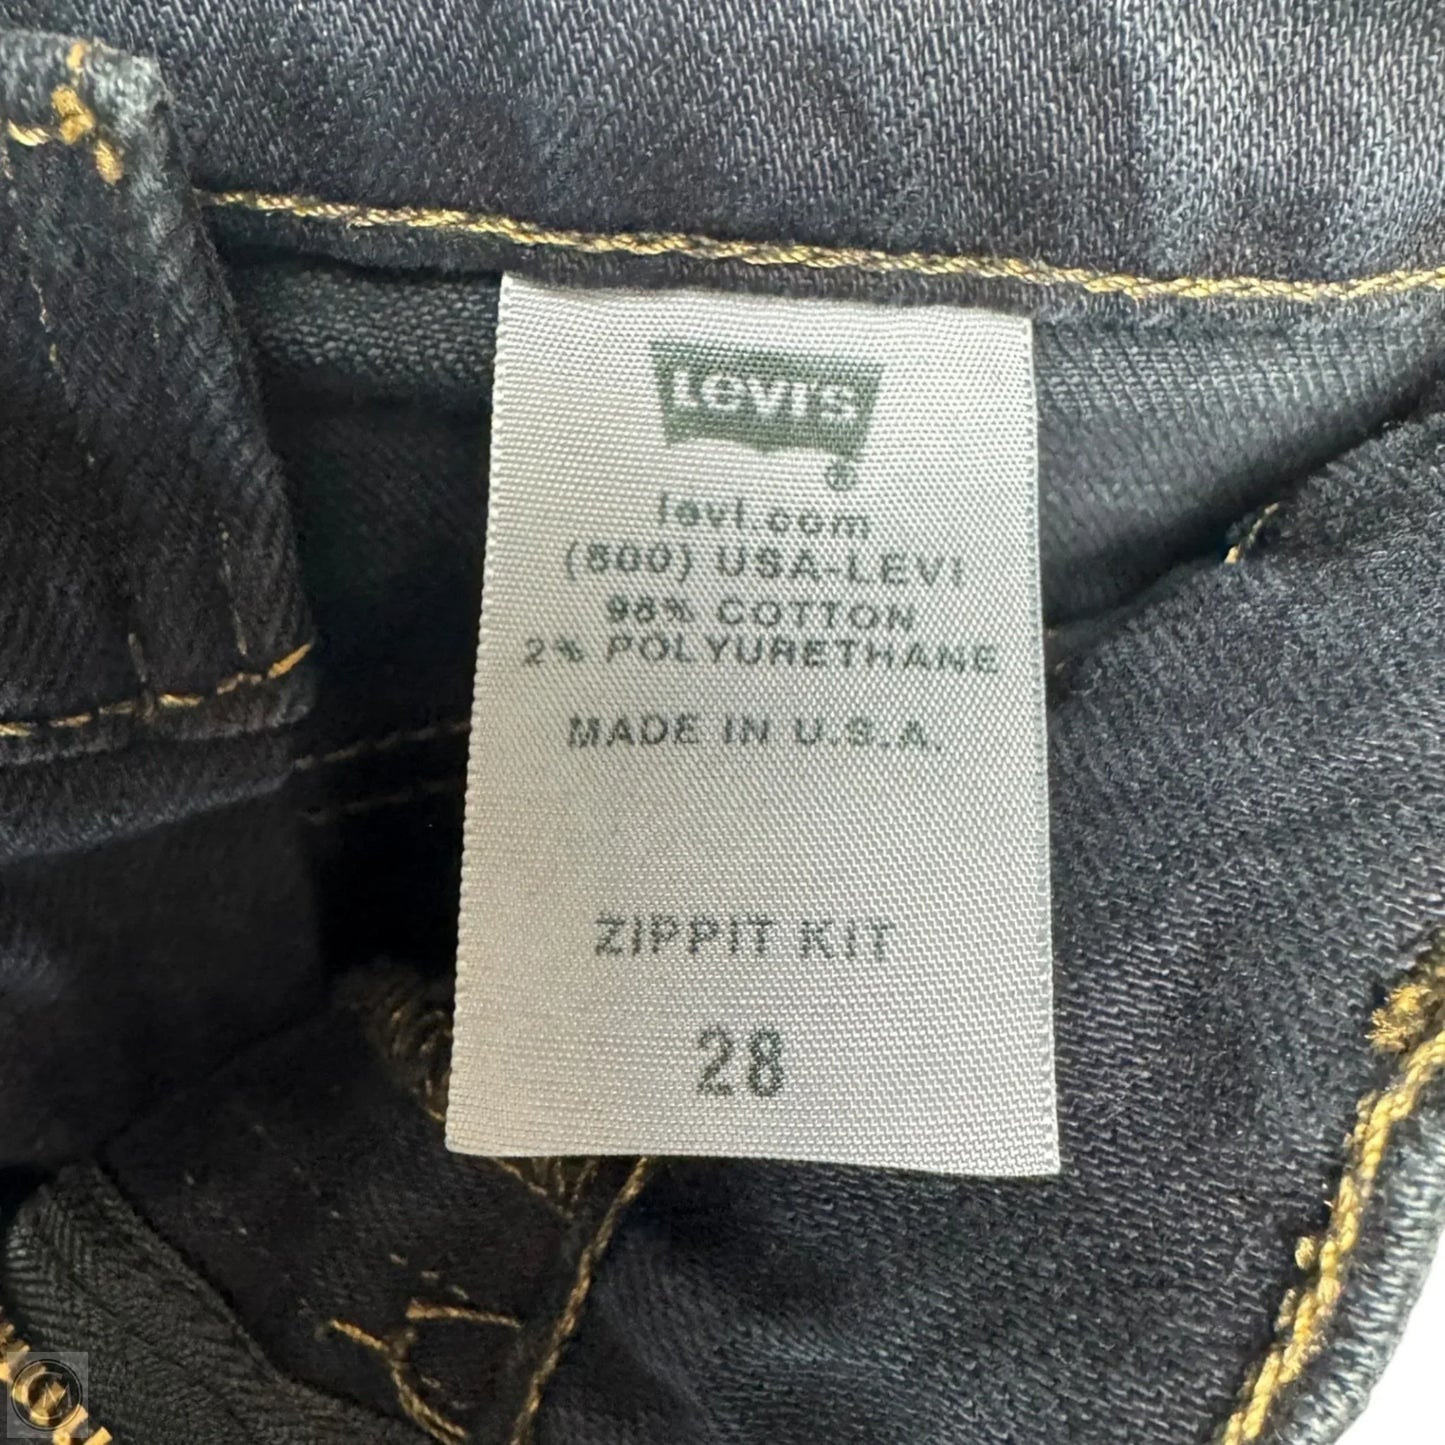 Levi's
®
levi.com
(800) USA-LEVI
98% COTTON
2% POLYURETHANE
MADE IN U.S.A.
ZIPPIT KIT
28
M